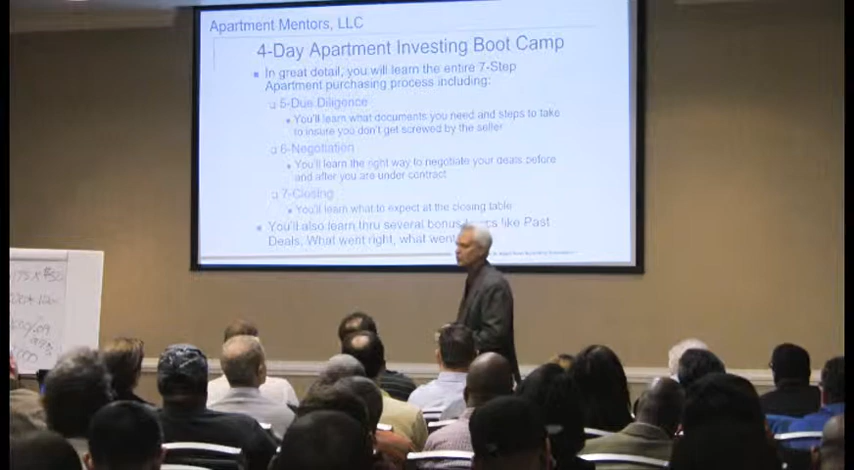 Apartment Mentors, LLC
4-Day Apartment Investing Boot Camp
In great detail, you will learn the entire 7-Step
Apartment purchasing process including:
5-Due Diligence
You'll learn what documents you need and steps to take
to insure you don't get screwed by the seller
6-Negotiation
You'll learn the right way to negotiate your deals before
and after you are under contract
7-Closing
You'll learn what to expect at the closing table
You'll also learn thru several bonus like Past
Deals. What went right, what went